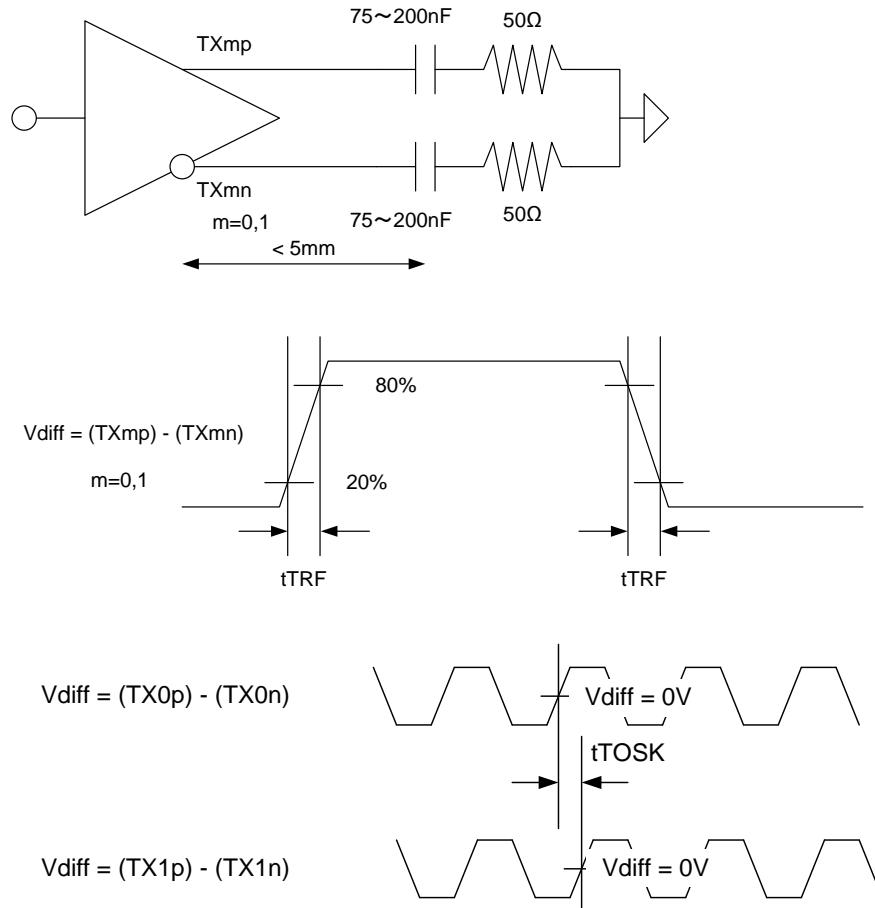 75～200nF
50Ω
TXmp
TXmn
m=0,1
75～200nF
50Ω
< 5mm
80%
Vdiff = (TXmp) - (TXmn)
m=0,1
20%
tTRF
tTRF
Vdiff = (TX0p) - (TX0n)
Vdiff = 0V
tTOSK
Vdiff = (TX1p) - (TX1n)
Vdiff = 0V